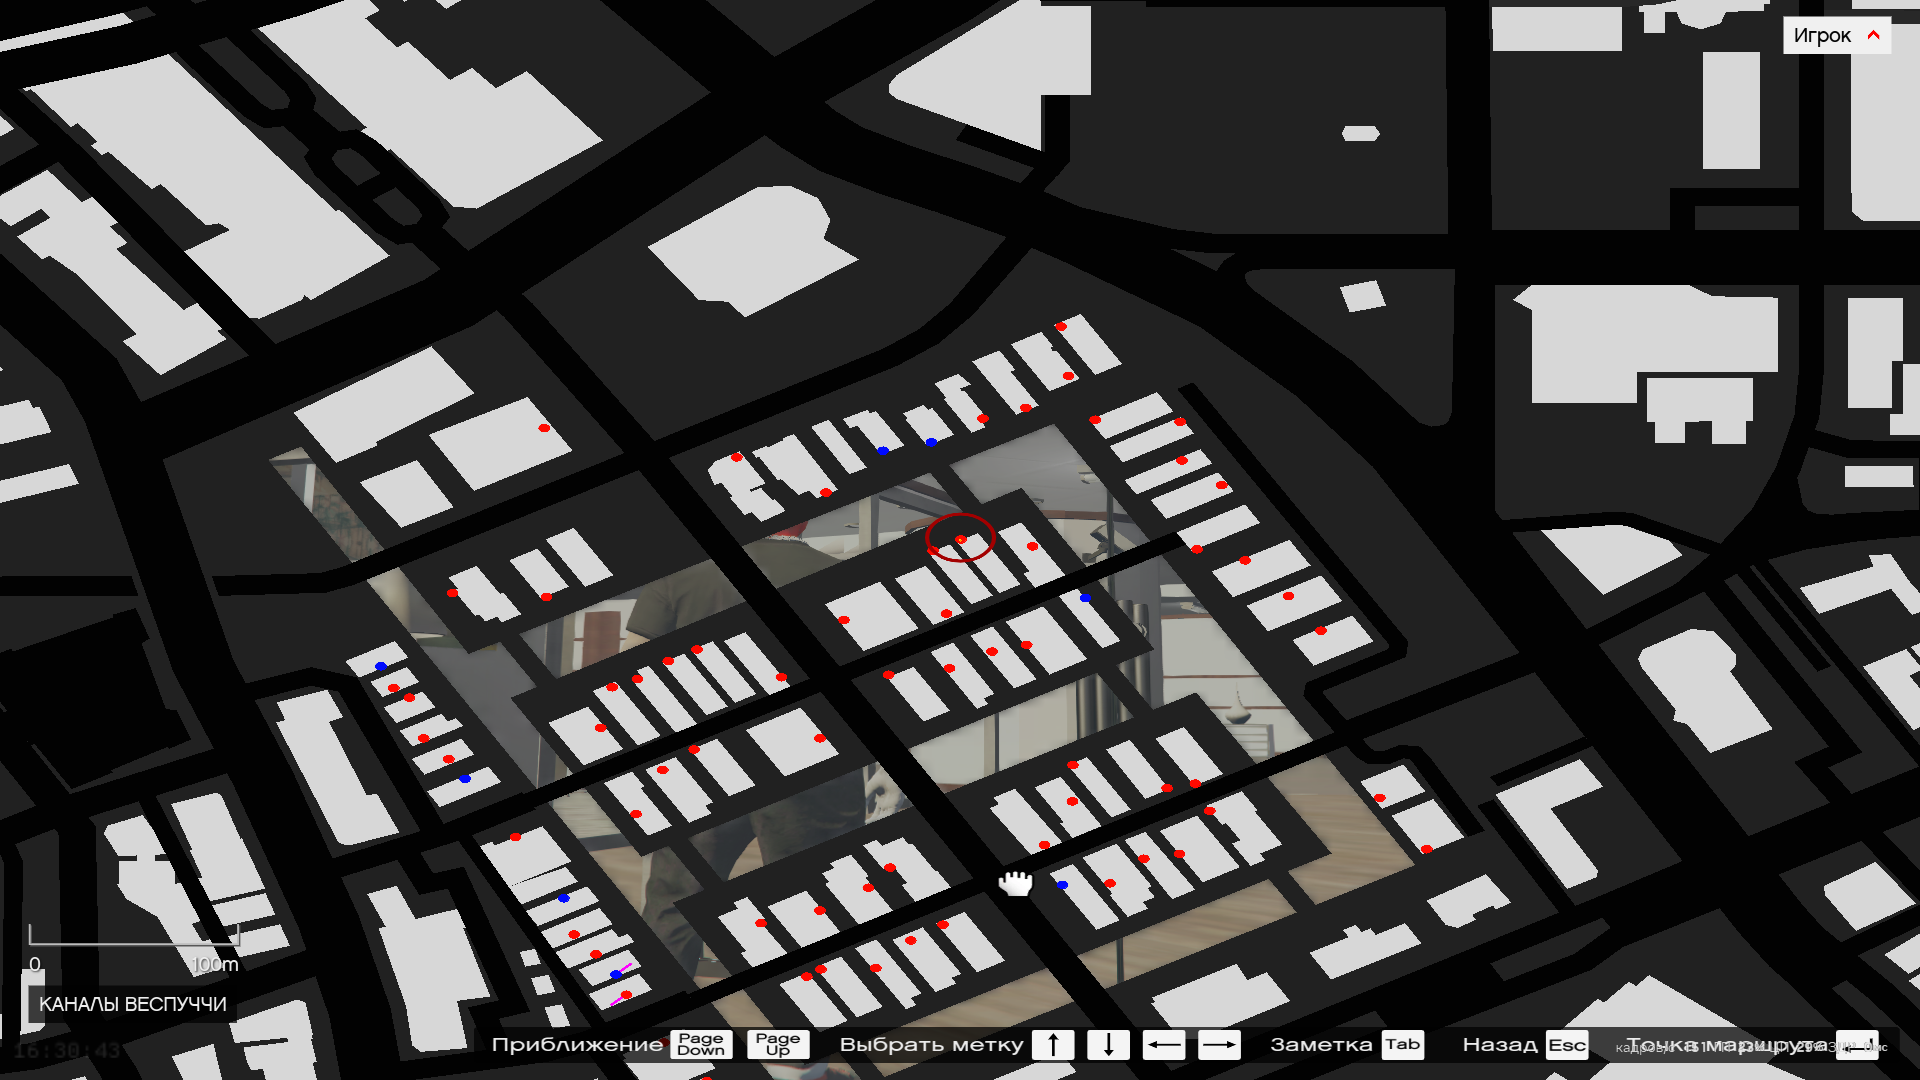 Игрок
0 100m
КАНАЛЫ ВЕСПУЧЧИ
16:30:43
Приближение Page Down Page Up Выбрать метку ↑ ↓ ← → Заметка Tab Назад Esc Точка маршрута